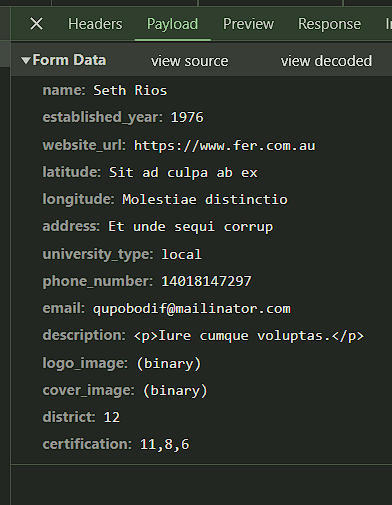 Headers Payload Preview Response
Form Data view source view decoded
name: Seth Rios
established_year: 1976
website_url: https://www.fer.com.au
latitude: Sit ad culpa ab ex
longitude: Molestiae distinctio
address: Et unde sequi corrup
university_type: local
phone_number: 14018147297
email: qupobodif@mailinator.com
description: <p>Iure cumque voluptas.</p>
logo_image: (binary)
cover_image: (binary)
district: 12
certification: 11,8,6